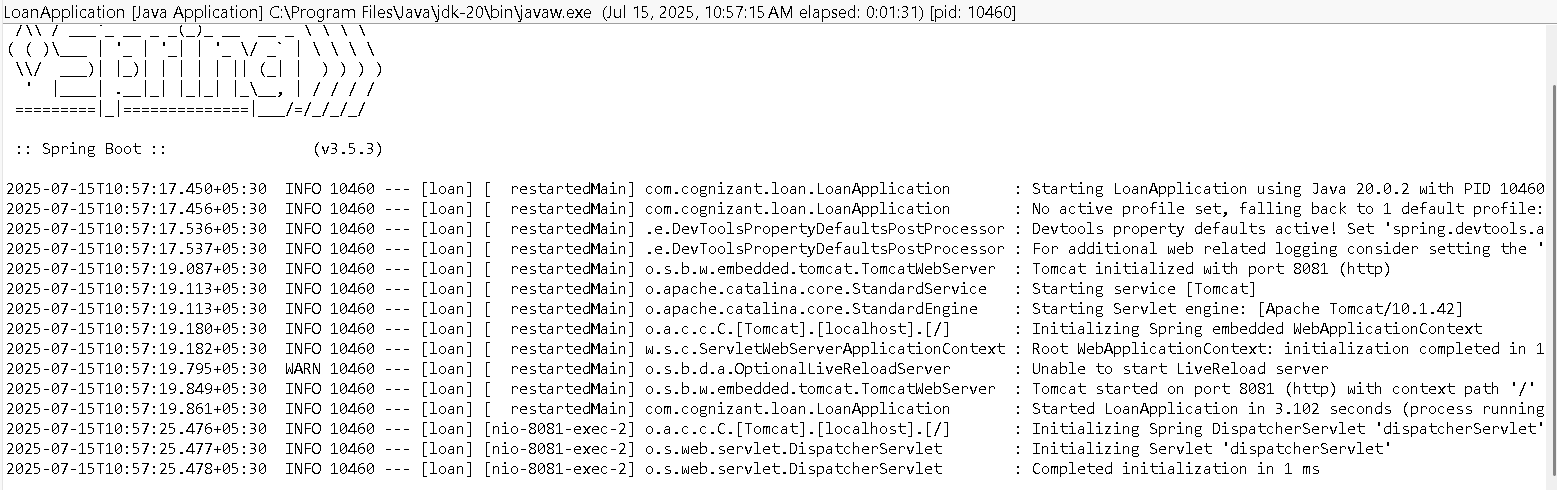 LoanApplication [Java Application] C:\Program Files\Java\jdk-20\bin\javaw.exe (Jul 15, 2025, 10:57:15 AM elapsed: 0:01:31) [pid: 10460]
 /\\ / ___'_ __ _ _(_)_ __  __ _ \ \ \ \
( ( )\___ | '_ | '_| | '_ \/ _` | \ \ \ \
 \\/  ___)| |_)| | | | | || (_| |  ) ) ) )
  '  |____| .__|_| |_|_| |_\__, | / / / /
 =========|_|==============|___/=/_/_/_/
 :: Spring Boot ::                (v3.5.3)
2025-07-15T10:57:17.450+05:30  INFO 10460 --- [loan] [  restartedMain] com.cognizant.loan.LoanApplication       : Starting LoanApplication using Java 20.0.2 with PID 10460
2025-07-15T10:57:17.456+05:30  INFO 10460 --- [loan] [  restartedMain] com.cognizant.loan.LoanApplication       : No active profile set, falling back to 1 default profile:
2025-07-15T10:57:17.536+05:30  INFO 10460 --- [loan] [  restartedMain] .e.DevToolsPropertyDefaultsPostProcessor : Devtools property defaults active! Set 'spring.devtools.a
2025-07-15T10:57:17.537+05:30  INFO 10460 --- [loan] [  restartedMain] .e.DevToolsPropertyDefaultsPostProcessor : For additional web related logging consider setting the '
2025-07-15T10:57:19.087+05:30  INFO 10460 --- [loan] [  restartedMain] o.s.b.w.embedded.tomcat.TomcatWebServer  : Tomcat initialized with port 8081 (http)
2025-07-15T10:57:19.113+05:30  INFO 10460 --- [loan] [  restartedMain] o.apache.catalina.core.StandardService   : Starting service [Tomcat]
2025-07-15T10:57:19.113+05:30  INFO 10460 --- [loan] [  restartedMain] o.apache.catalina.core.StandardEngine    : Starting Servlet engine: [Apache Tomcat/10.1.42]
2025-07-15T10:57:19.180+05:30  INFO 10460 --- [loan] [  restartedMain] o.a.c.c.C.[Tomcat].[localhost].[/]       : Initializing Spring embedded WebApplicationContext
2025-07-15T10:57:19.182+05:30  INFO 10460 --- [loan] [  restartedMain] w.s.c.ServletWebServerApplicationContext : Root WebApplicationContext: initialization completed in 1
2025-07-15T10:57:19.795+05:30  WARN 10460 --- [loan] [  restartedMain] o.s.b.d.a.OptionalLiveReloadServer       : Unable to start LiveReload server
2025-07-15T10:57:19.849+05:30  INFO 10460 --- [loan] [  restartedMain] o.s.b.w.embedded.tomcat.TomcatWebServer  : Tomcat started on port 8081 (http) with context path '/'
2025-07-15T10:57:19.861+05:30  INFO 10460 --- [loan] [  restartedMain] com.cognizant.loan.LoanApplication       : Started LoanApplication in 3.102 seconds (process running
2025-07-15T10:57:25.476+05:30  INFO 10460 --- [loan] [nio-8081-exec-2] o.a.c.c.C.[Tomcat].[localhost].[/]       : Initializing Spring DispatcherServlet 'dispatcherServlet'
2025-07-15T10:57:25.477+05:30  INFO 10460 --- [loan] [nio-8081-exec-2] o.s.web.servlet.DispatcherServlet        : Initializing Servlet 'dispatcherServlet'
2025-07-15T10:57:25.478+05:30  INFO 10460 --- [loan] [nio-8081-exec-2] o.s.web.servlet.DispatcherServlet        : Completed initialization in 1 ms